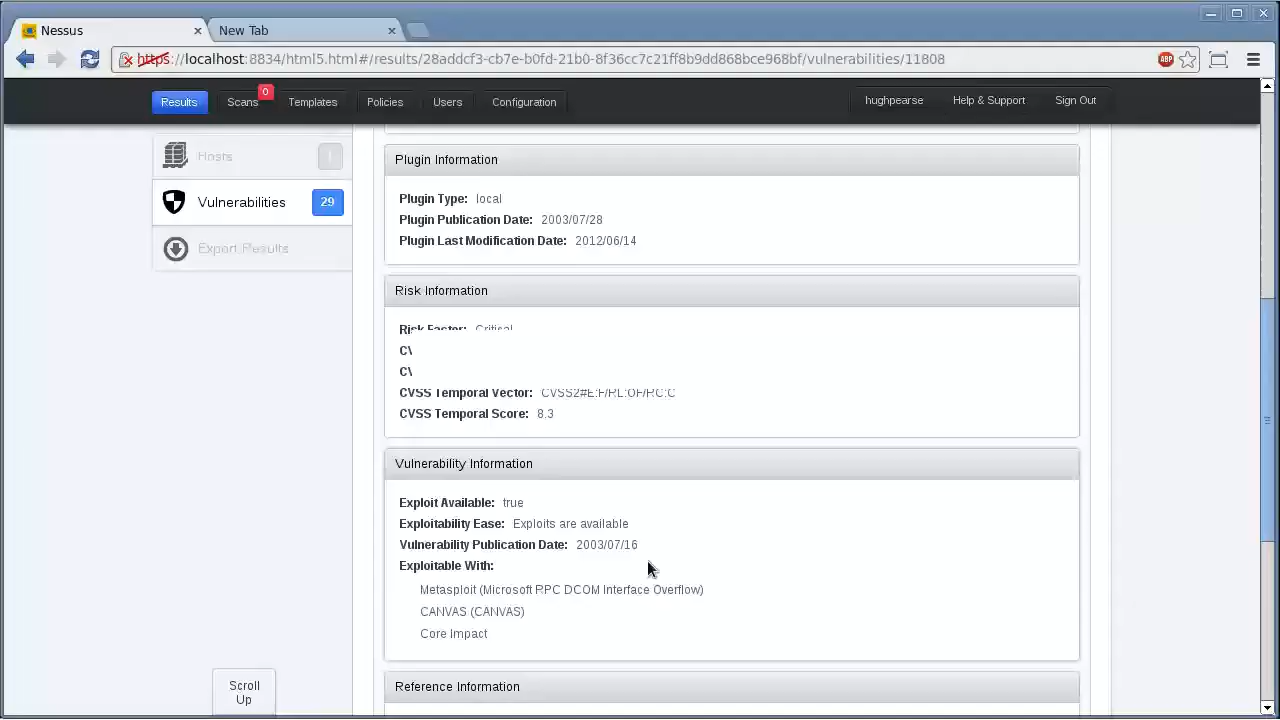 Nessus
New Tab
https://localhost:8834/html5.html#/results/28addcf3-cb7e-b0fd-21b0-8f36cc7c21ff8b9dd868bce968bf/vulnerabilities/11808
ABP
Results Scans 0 Templates Policies Users Configuration hughpearse Help & Support Sign Out
Hosts
Vulnerabilities 29
Export Results
Plugin Information
Plugin Type: local
Plugin Publication Date: 2003/07/28
Plugin Last Modification Date: 2012/06/14
Risk Information
Risk Factor: Critical
CVSS Temporal Vector: CVSS2#E:F/RL:OF/RC:C
CVSS Temporal Score: 8.3
Vulnerability Information
Exploit Available: true
Exploitability Ease: Exploits are available
Vulnerability Publication Date: 2003/07/16
Exploitable With:
Metasploit (Microsoft RPC DCOM Interface Overflow)
CANVAS (CANVAS)
Core Impact
Reference Information
Scroll
Up